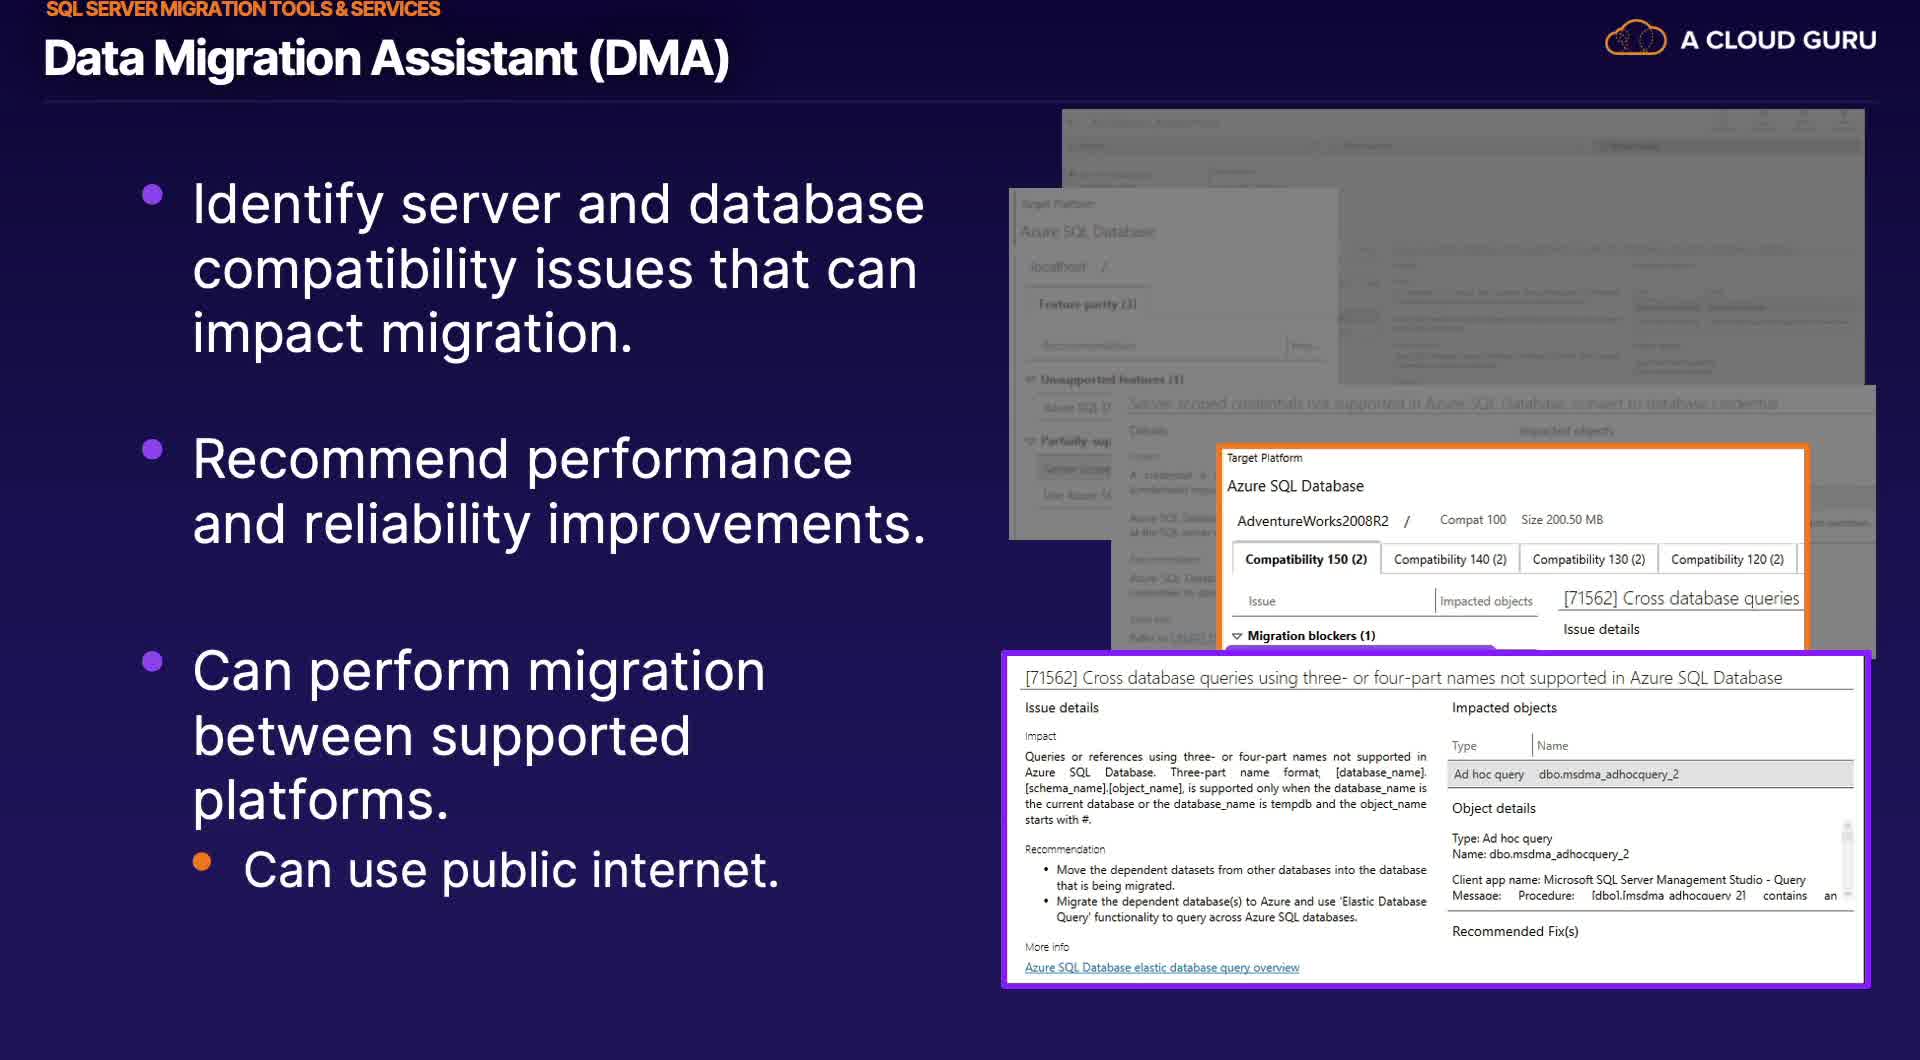 SQL SERVER MIGRATION TOOLS & SERVICES
Data Migration Assistant (DMA)
A CLOUD GURU
Identify server and database
compatibility issues that can
impact migration.
Recommend performance
and reliability improvements.
Can perform migration
between supported
platforms.
Can use public internet.
Target Platform
Azure SQL Database
localhost /
Feature parity (3)
Unsupported features (1)
Server scoped credentials not supported in Azure SQL Database, convert to database credential
Details
Impacted objects
Target Platform
Azure SQL Database
AdventureWorks2008R2 / Compat 100 Size 200.50 MB
Compatibility 150 (2) Compatibility 140 (2) Compatibility 130 (2) Compatibility 120 (2)
Issue Impacted objects
[71562] Cross database queries
Issue details
Migration blockers (1)
[71562] Cross database queries using three- or four-part names not supported in Azure SQL Database
Issue details
Impact
Queries or references using three- or four-part names not supported in
Azure SQL Database. Three-part name format, [database_name].
[schema_name].[object_name], is supported only when the database_name is
the current database or the database_name is tempdb and the object_name
starts with #.
Recommendation
Move the dependent datasets from other databases into the database
that is being migrated.
Migrate the dependent database(s) to Azure and use 'Elastic Database
Query' functionality to query across Azure SQL databases.
More info
Azure SQL Database elastic database query overview
Impacted objects
Type Name
Ad hoc query dbo.msdma_adhocquery_2
Object details
Type: Ad hoc query
Name: dbo.msdma_adhocquery_2
Client app name: Microsoft SQL Server Management Studio - Query
Message: Procedure: [dbo].[msdma_adhocquery_2] contains an
Recommended Fix(s)